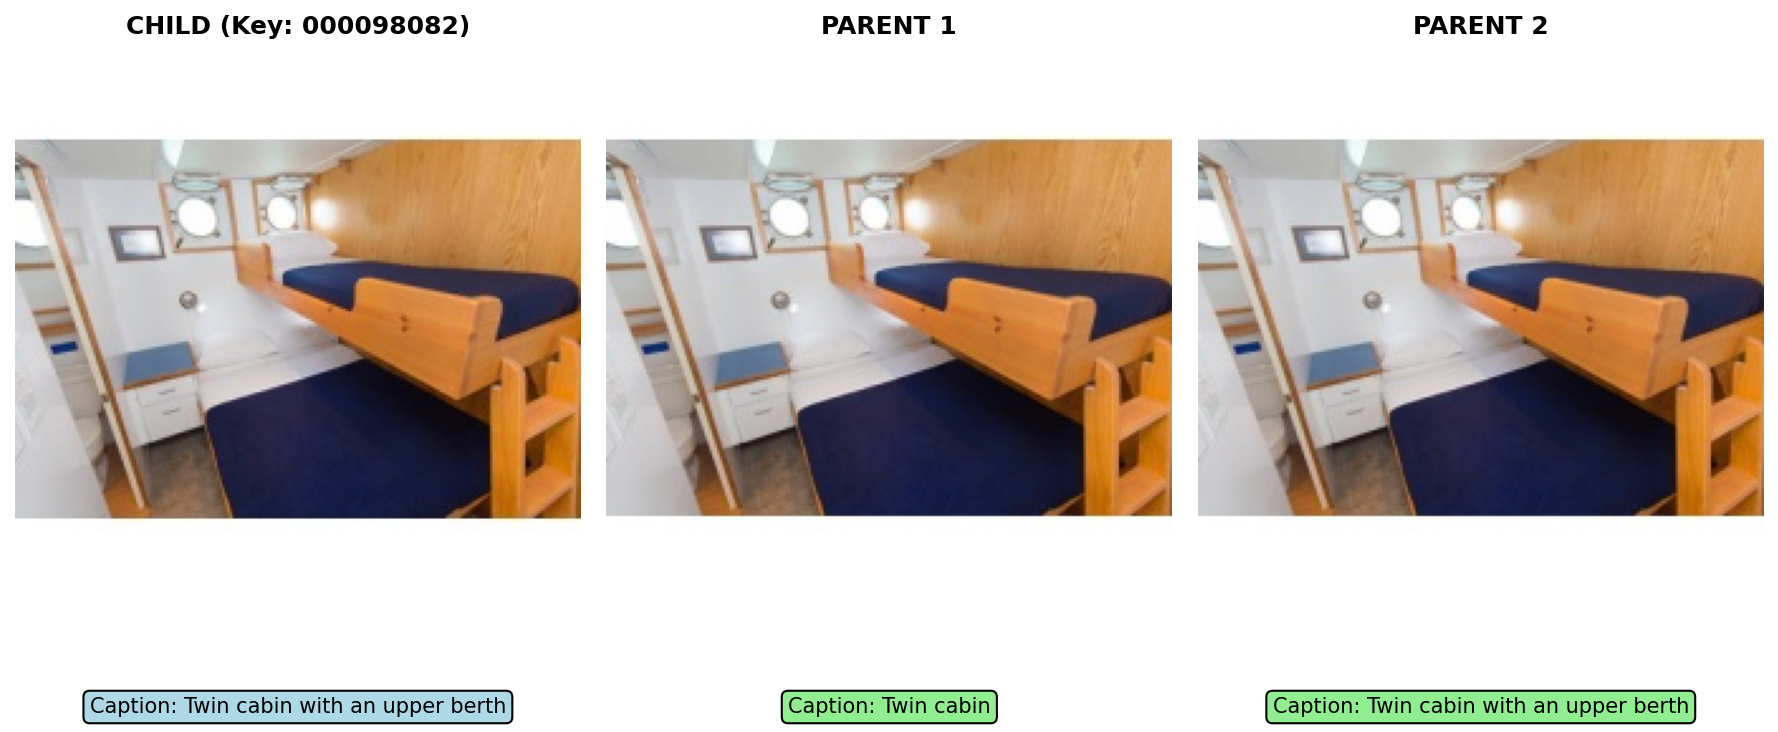 CHILD (Key: 000098082)
PARENT 1
PARENT 2
Caption: Twin cabin with an upper berth
Caption: Twin cabin
Caption: Twin cabin with an upper berth